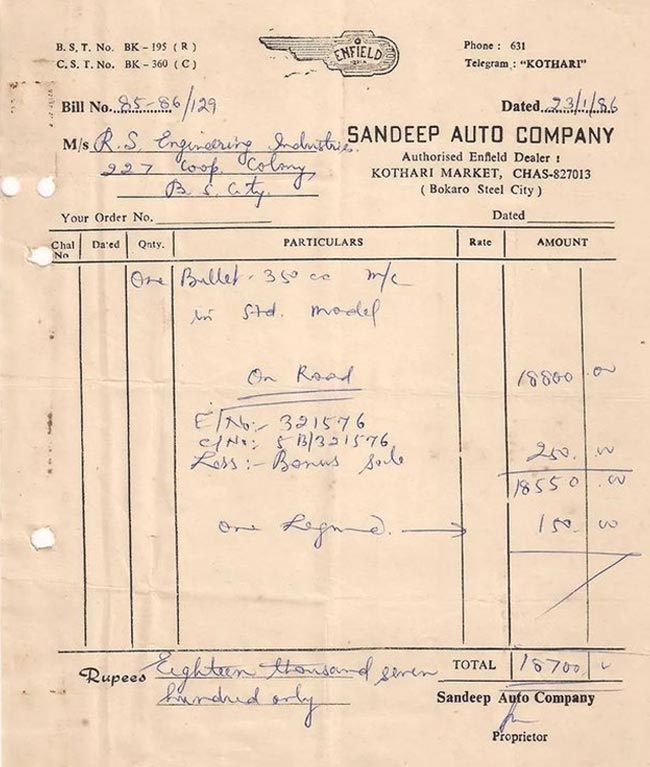 B. S. T. No. BK-195 ( R )
C. S. T. No. BK-360 ( C )
ENFIELD
Phone : 631
Telegram : "KOTHARI"
Bill No. 85-86/129
Dated 23/1/86
M/s R. S. Engineering Industries.
227 Coop. Colony,
B. S. City.
SANDEEP AUTO COMPANY
Authorised Enfield Dealer :
KOTHARI MARKET, CHAS-827013
( Bokaro Steel City )
Your Order No.
Dated
Chal No Dated Qnty. PARTICULARS Rate AMOUNT
One Bullet - 350 cc m/c
in std. model
On Road 18800 .00
E/No:- 321576
C/No:- 5 B/321576
Less :- Bonus sale 250 .00
18550 .00
One Legguard. → 150 .00
Rupees Eighteen thousand seven
hundred only
TOTAL 18700
Sandeep Auto Company
Proprietor